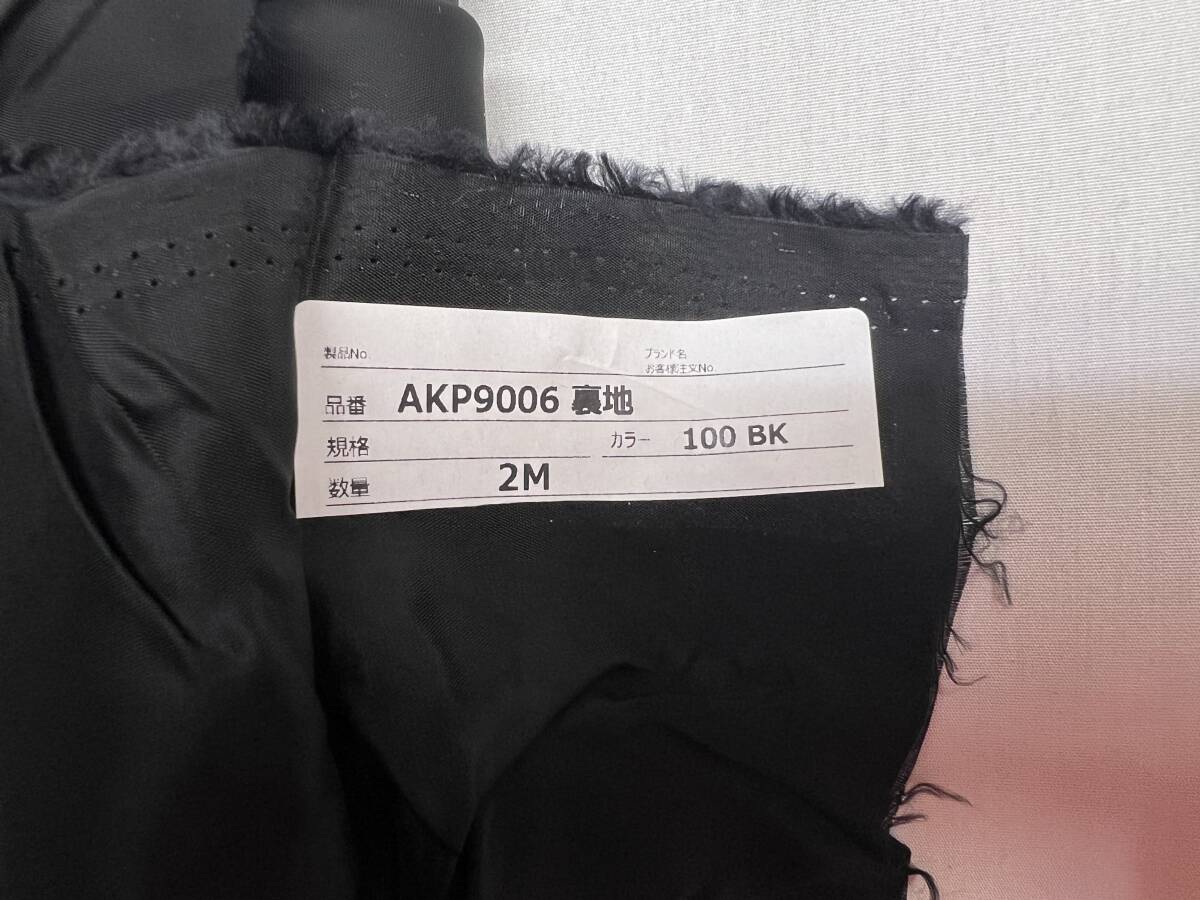 製品No.
ブランド名
お客様注文No.
品番 AKP9006 裏地
規格 カラー 100 BK
数量 2M